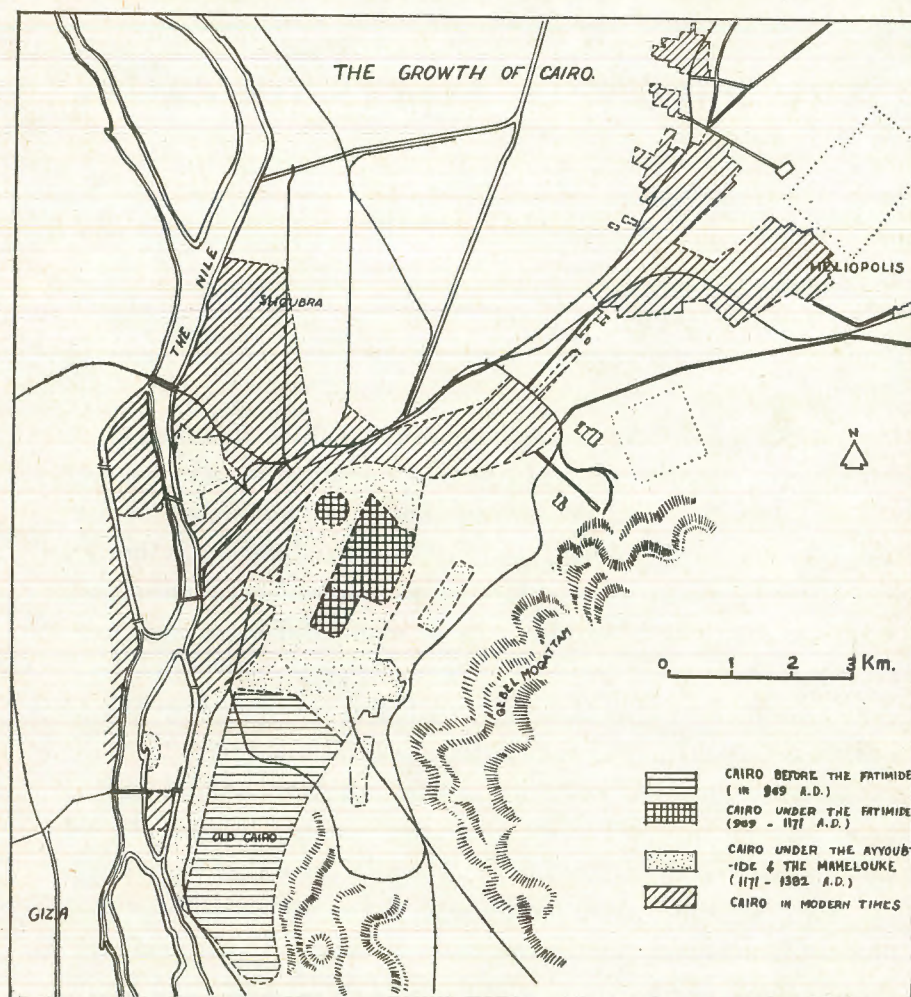 THE GROWTH OF CAIRO.
THE NILE
SHOUBRA
HELIOPOLIS
N
GEBEL MOQATTAM
0 1 2 3 Km.
OLD CAIRO
GIZA
CAIRO BEFORE THE FATIMIDE
( IN 969 A.D.)
CAIRO UNDER THE FATIMIDE
(969 - 1171 A.D.)
CAIRO UNDER THE AYYOUB-
-IDE & THE MAMELOUKE
(1171 - 1382 A.D.)
CAIRO IN MODERN TIMES